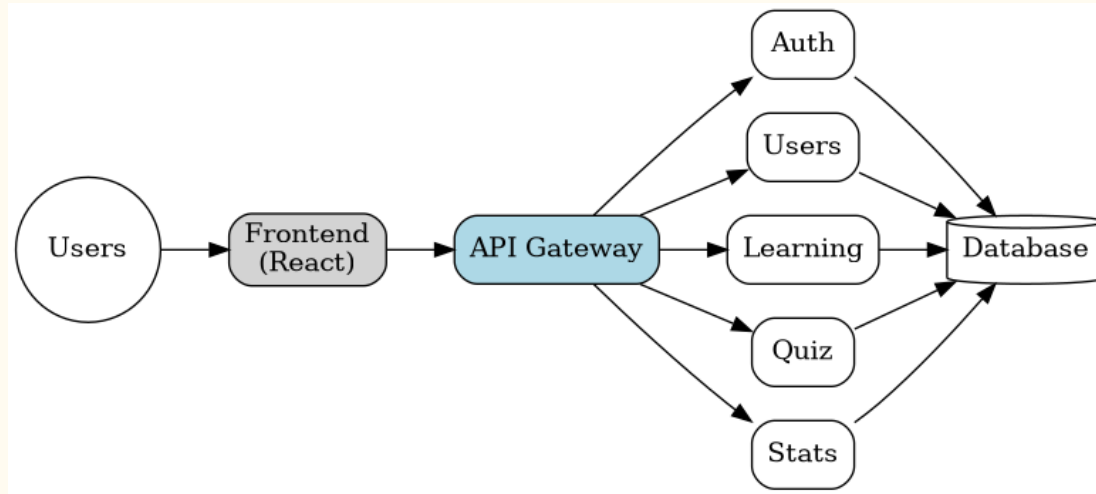 Users
Frontend
(React)
API Gateway
Auth
Users
Learning
Quiz
Stats
Database